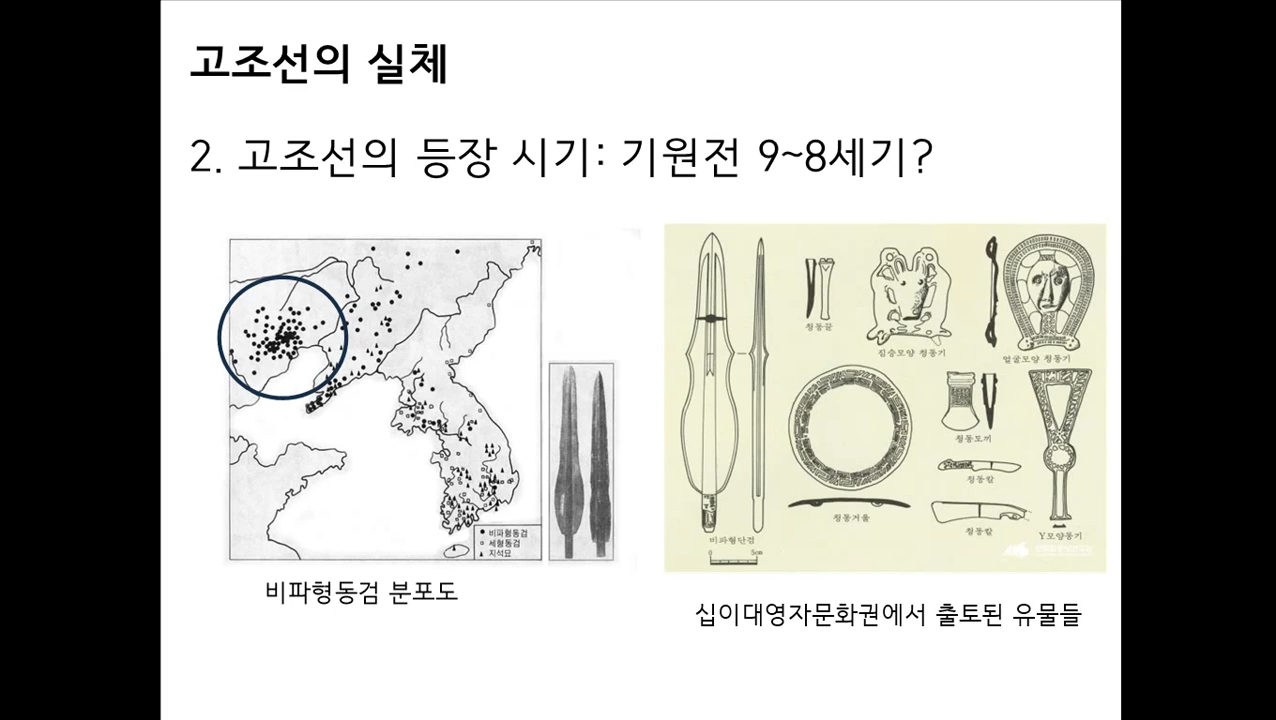 고조선의 실체
2. 고조선의 등장 시기: 기원전 9~8세기?
비파형동검
세형동검
지석묘
비파형동검 분포도
청동끌
짐승모양 청동기
얼굴모양 청동기
청동도끼
청동칼
청동거울
청동칼
비파형단검
Y모양동기
0 5cm
십이대영자문화권에서 출토된 유물들